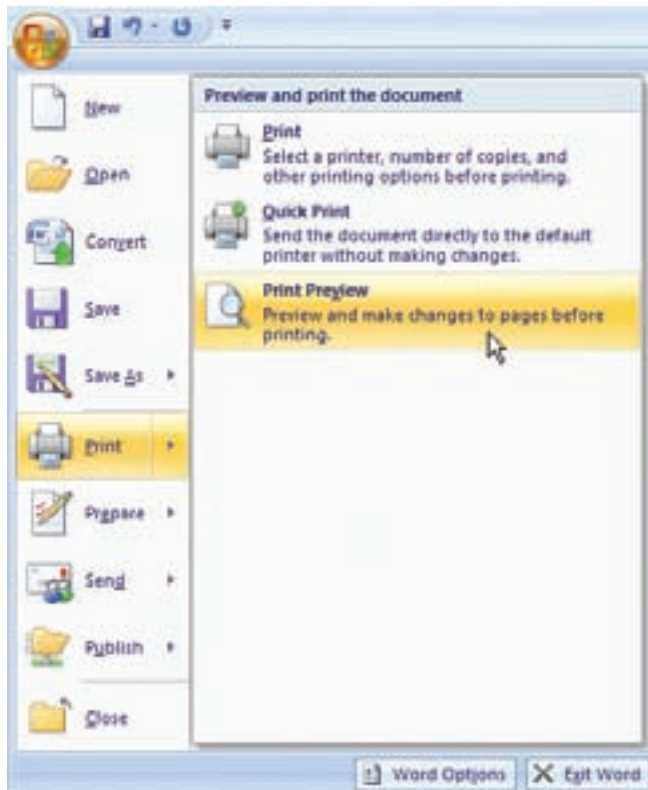 Preview and print the document
New
Open
Convert
Save
Save As
Print
Prepare
Send
Publish
Close
Print
Select a printer, number of copies, and
other printing options before printing.
Quick Print
Send the document directly to the default
printer without making changes.
Print Preview
Preview and make changes to pages before
printing.
Word Options
Exit Word